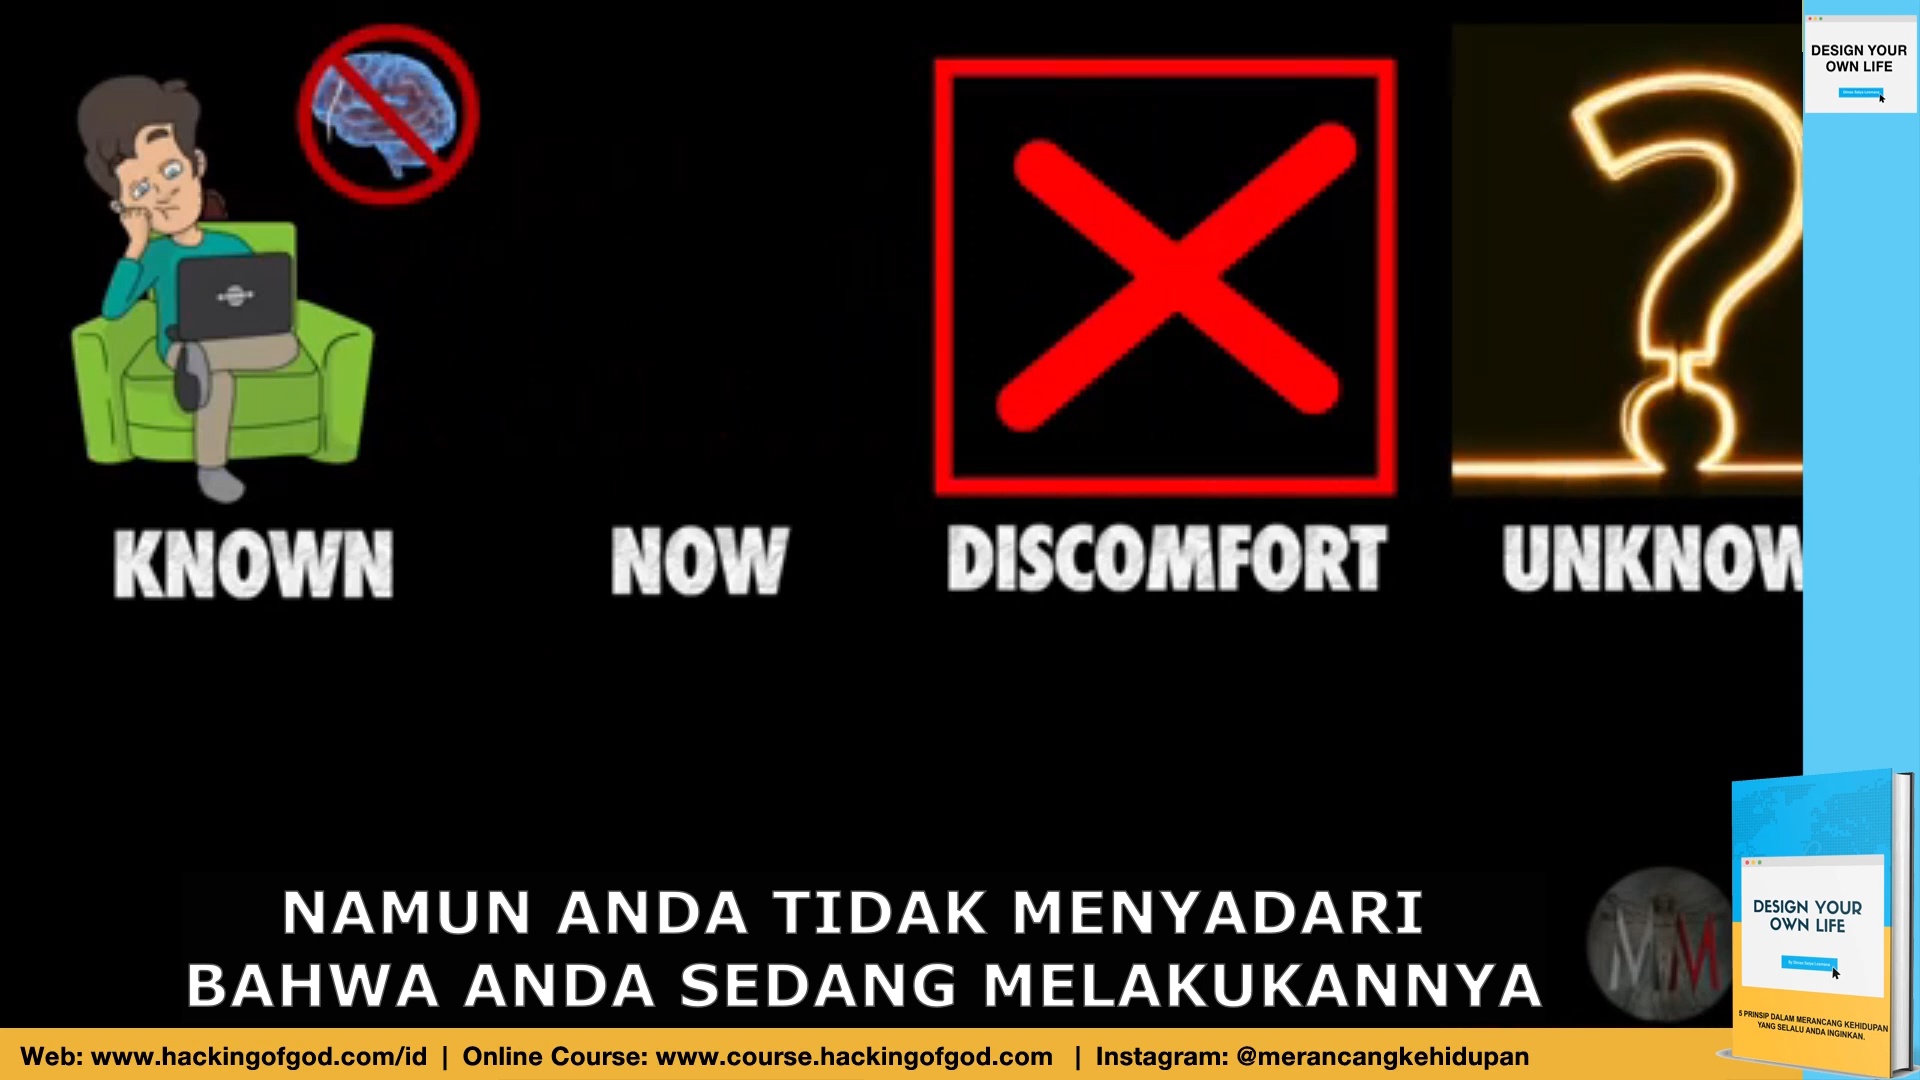 DESIGN YOUR
OWN LIFE
KNOWN
NOW
DISCOMFORT
UNKNOW
NAMUN ANDA TIDAK MENYADARI
BAHWA ANDA SEDANG MELAKUKANNYA
MM
DESIGN YOUR
OWN LIFE
5 PRINSIP DALAM MERANCANG KEHIDUPAN
YANG SELALU ANDA INGINKAN.
Web: www.hackingofgod.com/id | Online Course: www.course.hackingofgod.com | Instagram: @merancangkehidupan